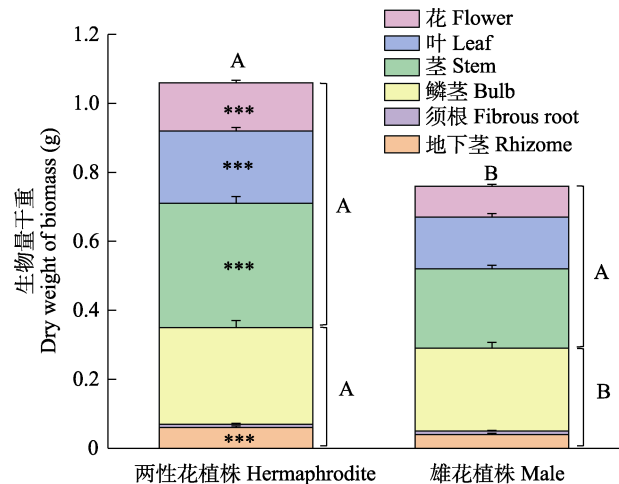 花 Flower
叶 Leaf
茎 Stem
鳞茎 Bulb
须根 Fibrous root
地下茎 Rhizome
生物量干重
Dry weight of biomass (g)
1.2
1.0
0.8
0.6
0.4
0.2
0
A
***
***
***
***
A
A
B
A
B
两性花植株 Hermaphrodite
雄花植株 Male